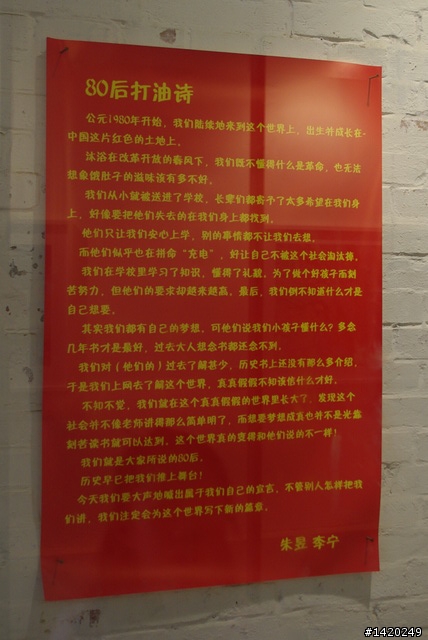 80后打油诗
公元1980年开始，我们陆续地来到这个世界上，出生并成长在
中国这片红色的土地上。
沐浴在改革开放的春风下，我们既不懂得什么是革命，也无法
想象饿肚子的滋味该有多不好。
我们从小就被送进了学校，长辈们都寄予了太多希望在我们身
上，好像要把他们失去的在我们身上都找到。
他们只让我们安心上学，别的事情都不让我们去想。
而他们似乎也在拼命“充电”，好让自己不被这个社会淘汰掉。
我们在学校里学习了知识，懂得了礼貌，为了做个好孩子而刻
苦努力，但他们的要求却越来越高。最后，我们倒不知道什么才是
自己想要。
其实我们都有自己的梦想。可他们说我们小孩子懂什么？多念
几年书才是最好，过去大人想念书都还念不到。
我们对（他们的）过去了解甚少，历史书上还没有那么多介绍，
于是我们上网去了解这个世界，真真假假不知该信什么才好。
不知不觉，我们就在这个真真假假的世界里长大了，发现这个
社会并不像老师讲得那么简单明了，而想要梦想成真也并不是光靠
刻苦读书就可以达到，这个世界真的变得和他们说的不一样！
我们就是大家所说的80后。
历史早已把我们推上舞台！
今天我们要大声地喊出属于我们自己的宣言，不管别人怎样把我
们讲，我们注定会为这个世界写下新的篇章。
朱昱 李宁
#1420249